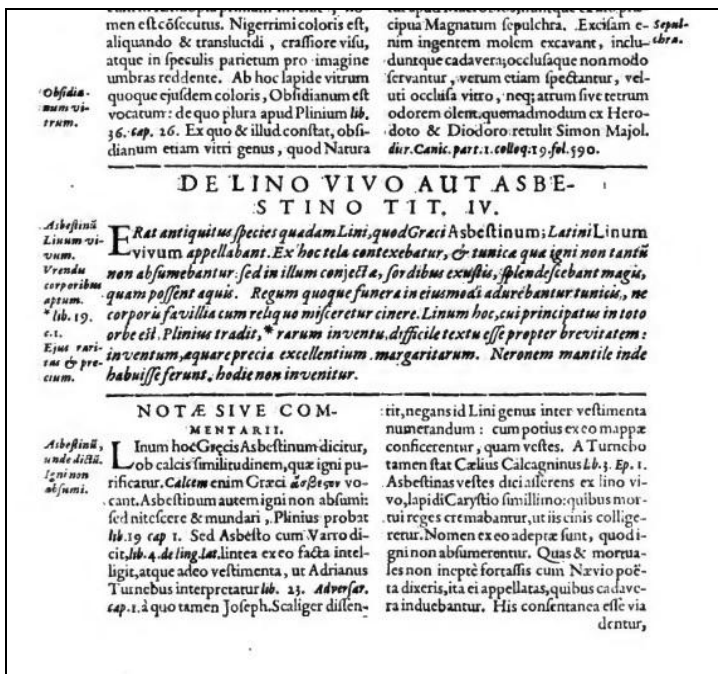 men eſt cõſecutus. Nigerrimi coloris eſt,
aliquando & translucidi, craſſiore viſu,
atque in ſpeculis parietum pro imagine
umbras reddente. Ab hoc lapide vitrum
quoque ejuſdem coloris, Obſidianum eſt
vocatum: de quo plura apud Plinium lib.
36. cap. 26. Ex quo & illud conſtat, obſi-
dianum etiam vitri genus, quod Natura
Obſidia-
num vi-
trum.
cipua Magnatum ſepulchra. Exciſam e-
nim ingentem molem excavant, inclu-
duntque cadavera; occluſaque non modo
ſervantur, verum etiam ſpectantur, vel-
uti occluſa vitro, neq; atrum ſive tetrum
odorem olent. quemadmodum ex Hero-
doto & Diodoro retulit Simon Majol.
dier. Canic. part. 1. colloq. 19. fol. 590.
Sepul-
chra.
DE LINO VIVO AUT ASBE-
STINO TIT. IV.
Asbeſtinũ
Linum vi-
vum.
Vrendu
corporibus
aptum.
* lib. 19.
c. 1.
Ejus rari-
tas & pre-
cium.
ERat antiquitus ſpecies quadam Lini, quod Græci Asbeſtinum; Latini Linum
vivum appellabant. Ex hoc tela contexebatur, & tunicæ quæ igni non tantũ
non abſumebantur: ſed in illum conjectæ, ſordibus exuſtis, ſplendeſcebant magis,
quam poſſent aquis. Regum quoque funera in eiusmodi adurebantur tunicis, ne
corporis favillia cum reliquo miſceretur cinere. Linum hoc, cui principatus in toto
orbe eſt. Plinius tradit, * rarum inventu, difficile textu eſſe propter brevitatem:
inventum, æquare precia excellentium margaritarum. Neronem mantile inde
habuiſſe ferunt, hodie non invenitur.
NOTÆ SIVE COM-
MENTARII.
Asbeſtinũ,
unde dictũ.
Igni non
abſumi.
LInum hoc Græcis Asbeſtinum dicitur,
ob calcis ſimilitudinem, quæ igni pu-
rificatur. Calcem enim Græci ἄσβεστον vo-
cant. Asbeſtinum autem igni non abſumi:
ſed niteſcere & mundari, Plinius probat
lib. 19 cap 1. Sed Asbeſto cum Varro di-
cit, lib. 4. de ling. Lat. lintea ex eo facta intel-
ligit, atque adeo veſtimenta, ut Adrianus
Turnebus interpretatur lib. 23. Adverſar.
cap. 1. à quo tamen Joſeph. Scaliger diſſen-
tit, negans id Lini genus inter veſtimenta
numerandum: cum potius ex eo mappæ
conficerentur, quam veſtes. A Turnebo
tamen ſtat Cælius Calcagninus Lb. 3. Ep. 1.
Asbeſtinas veſtes dici aſſerens ex lino vi-
vo, lapidi Caryſtio ſimillimo: quibus mor-
tui reges cremabantur, ut iis cinis collige-
retur. Nomen ex eo adeptæ ſunt, quod i-
gni non abſumerentur. Quas & mortua-
les non ineptè fortaſſis cum Nævio poë-
ta dixeris, ita ei appellatas, quibus cadave-
ra induebantur. His conſentanea eſſe via
dentur,